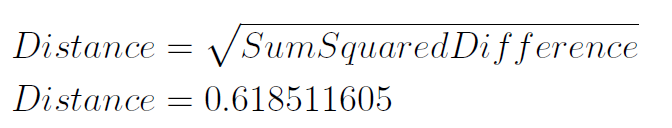 Distance = √SumSquaredDifference
Distance = 0.618511605